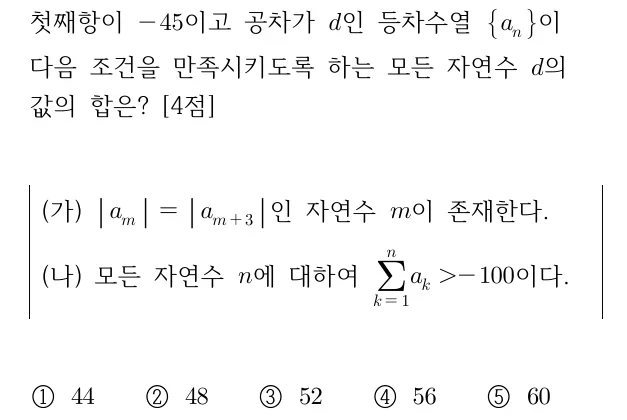 첫째항이 −45이고 공차가 d인 등차수열 {aₙ}이
다음 조건을 만족시키도록 하는 모든 자연수 d의
값의 합은? [4점]
(가) |aₘ| = |aₘ₊₃|인 자연수 m이 존재한다.
(나) 모든 자연수 n에 대하여 ∑ₖ₌₁ⁿ aₖ >−100이다.
① 44 ② 48 ③ 52 ④ 56 ⑤ 60